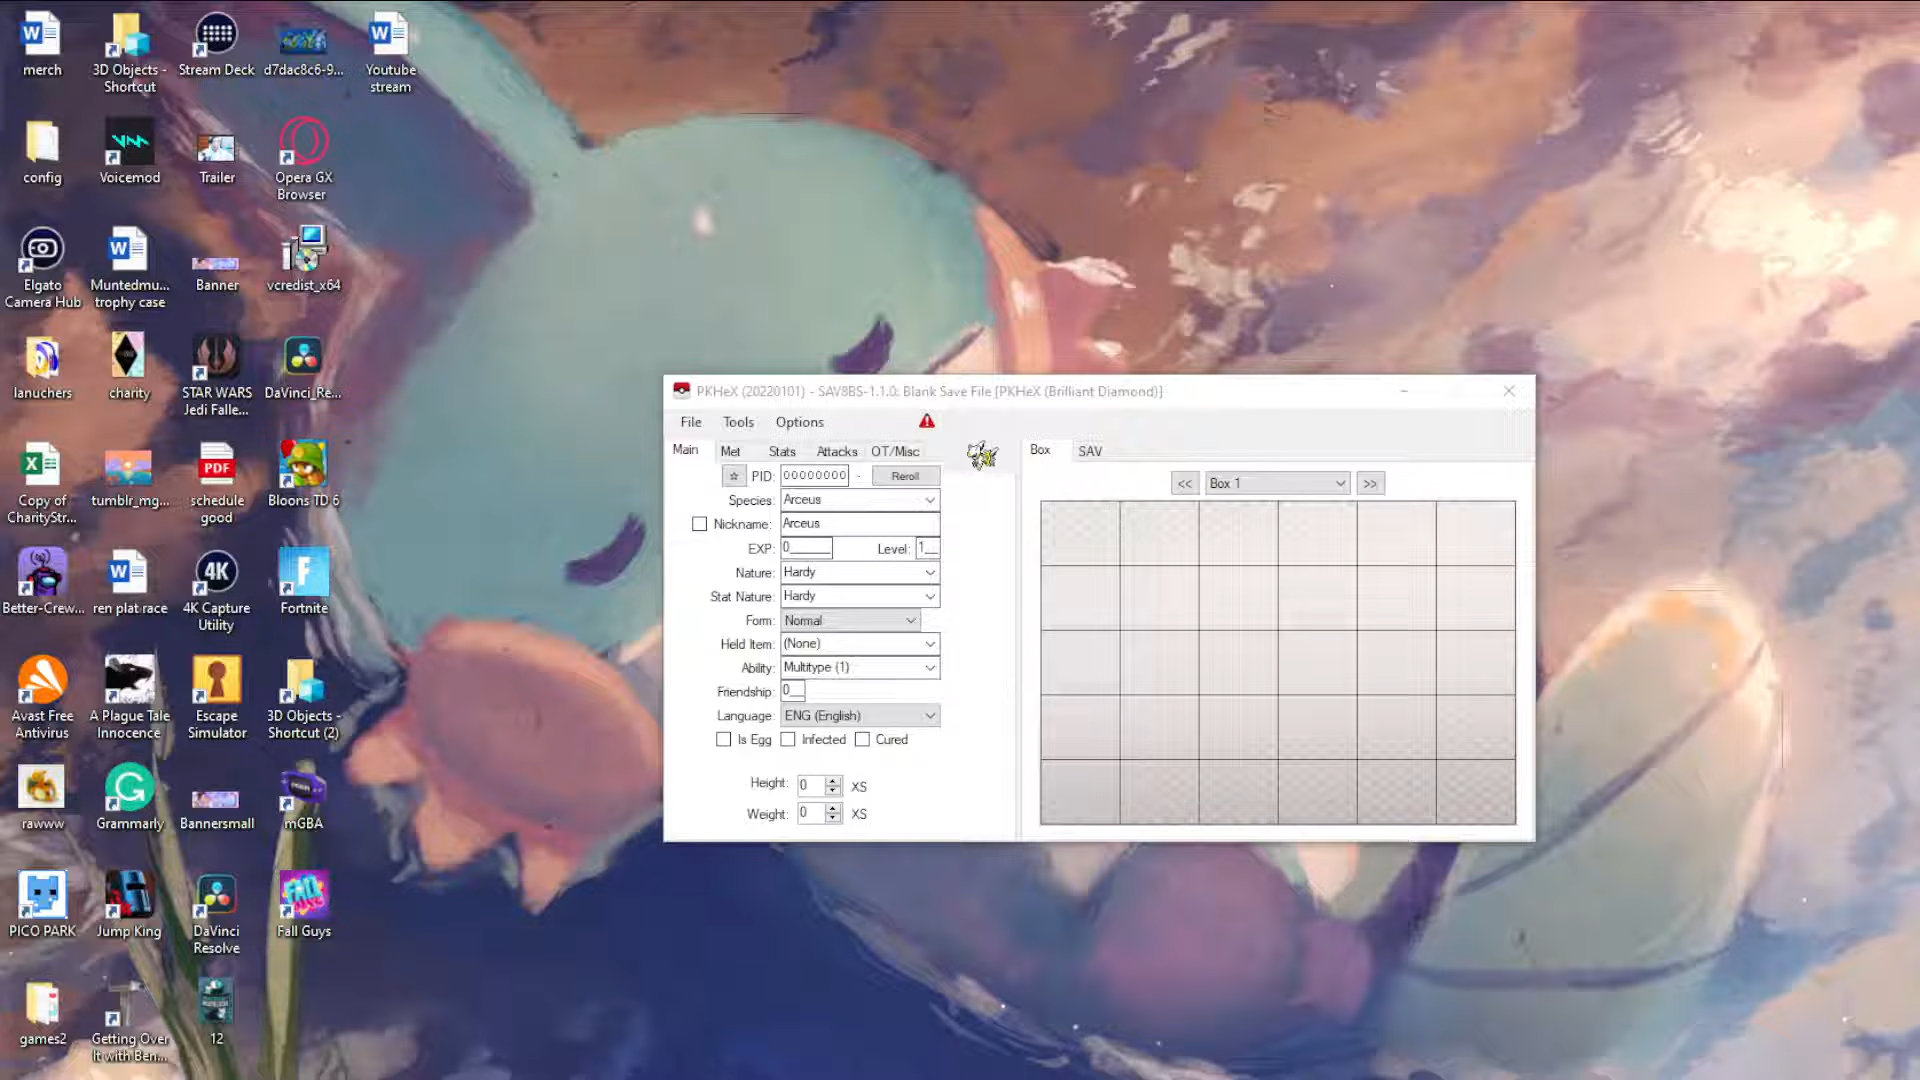 merch
3D Objects -
Shortcut
Stream Deck
d7dac8c6-9...
Youtube
stream
config
Voicemod
Trailer
Opera GX
Browser
Elgato
Camera Hub
Muntedmu...
trophy case
Banner
vcredist_x64
lanuchers
charity
STAR WARS
Jedi Falle...
DaVinci_Re...
Copy of
CharityStr...
tumblr_mg...
PDF
schedule
good
Bloons TD 6
Better-Crew...
ren plat race
4K
4K Capture
Utility
Fortnite
Avast Free
Antivirus
A Plague Tale
Innocence
Escape
Simulator
3D Objects -
Shortcut (2)
rawww
Grammarly
Bannersmall
mGBA
PICO PARK
Jump King
DaVinci
Resolve
FALL GUYS
Fall Guys
games2
Getting Over
It with Ben...
12
PKHeX (20220101) - SAV8BS-1.1.0: Blank Save File [PKHeX (Brilliant Diamond)]
File Tools Options
Main Met Stats Attacks OT/Misc
PID: 00000000 - Reroll
Species: Arceus
Nickname: Arceus
EXP: 0 Level: 1
Nature: Hardy
Stat Nature: Hardy
Form: Normal
Held Item: (None)
Ability: Multitype (1)
Friendship: 0
Language: ENG (English)
Is Egg Infected Cured
Height: 0 XS
Weight: 0 XS
Box SAV
<< Box 1 >>